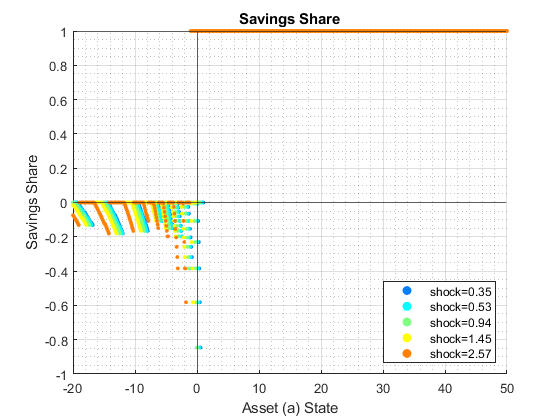 Savings Share
1
0.8
0.6
0.4
0.2
0
-0.2
-0.4
-0.6
-0.8
-1
Savings Share
shock=0.35
shock=0.53
shock=0.94
shock=1.45
shock=2.57
-20 -10 0 10 20 30 40 50
Asset (a) State